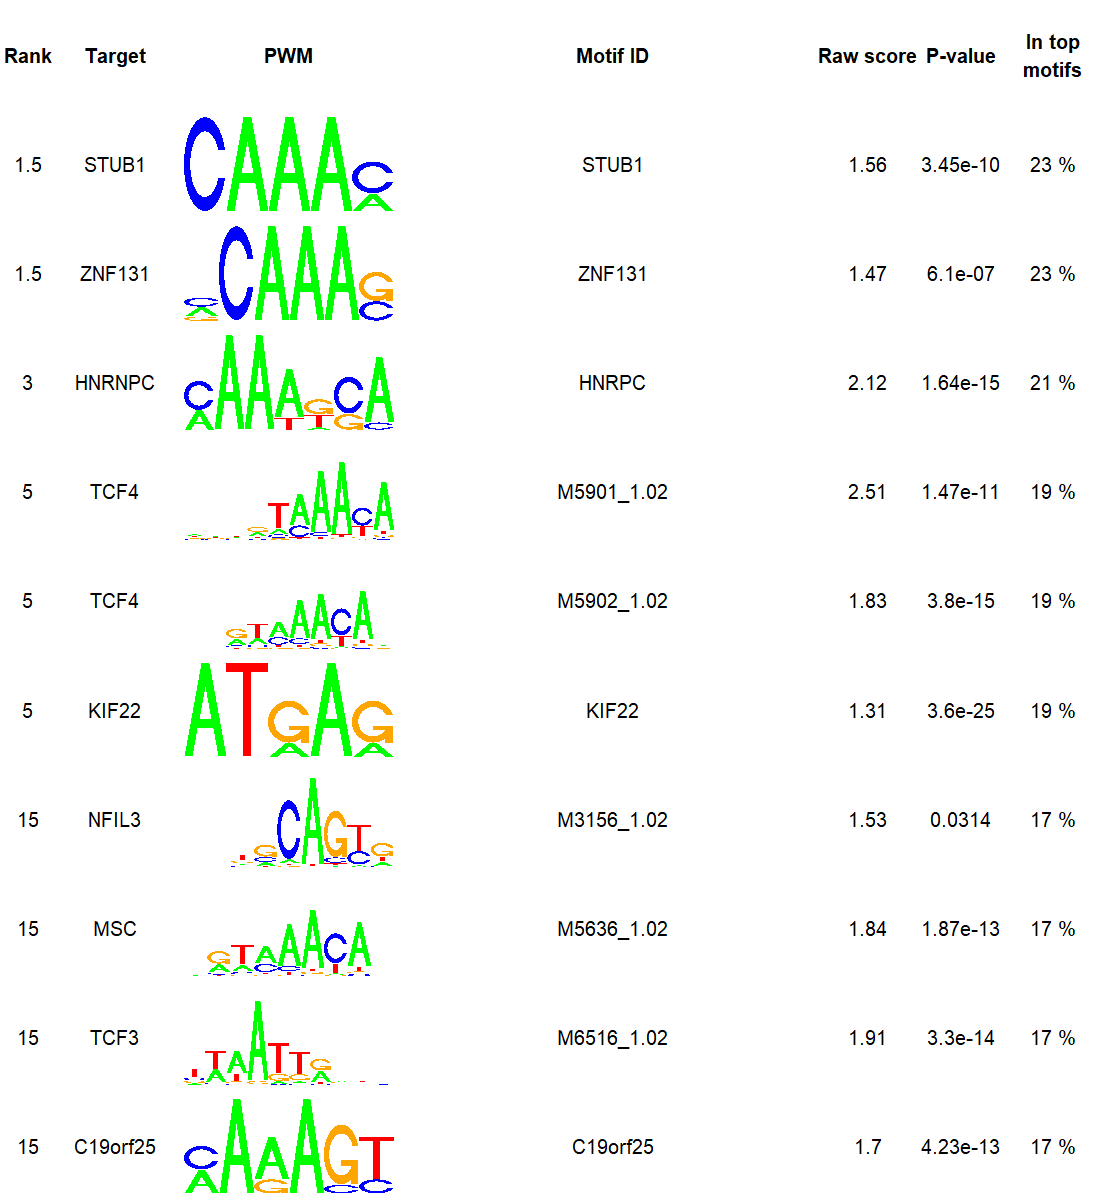 Rank Target PWM Motif ID Raw score P-value In top motifs
1.5 STUB1 STUB1 1.56 3.45e-10 23 %
1.5 ZNF131 ZNF131 1.47 6.1e-07 23 %
3 HNRNPC HNRPC 2.12 1.64e-15 21 %
5 TCF4 M5901_1.02 2.51 1.47e-11 19 %
5 TCF4 M5902_1.02 1.83 3.8e-15 19 %
5 KIF22 KIF22 1.31 3.6e-25 19 %
15 NFIL3 M3156_1.02 1.53 0.0314 17 %
15 MSC M5636_1.02 1.84 1.87e-13 17 %
15 TCF3 M6516_1.02 1.91 3.3e-14 17 %
15 C19orf25 C19orf25 1.7 4.23e-13 17 %